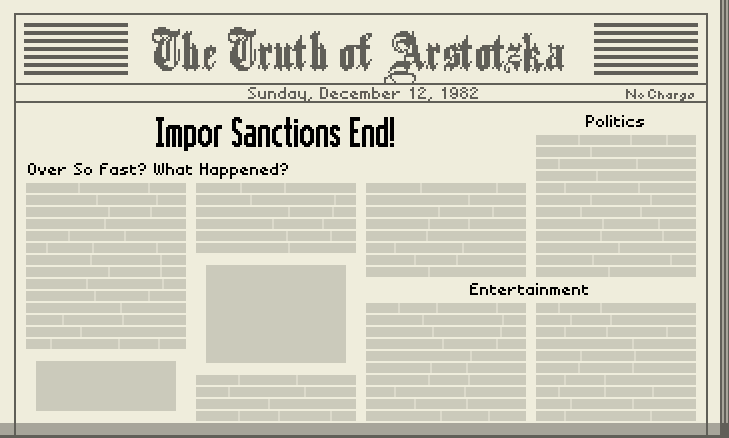 The Truth of Arstotzka
Sunday, December 12, 1982
No Charge
Impor Sanctions End!
Over So Fast? What Happened?
Politics
Entertainment